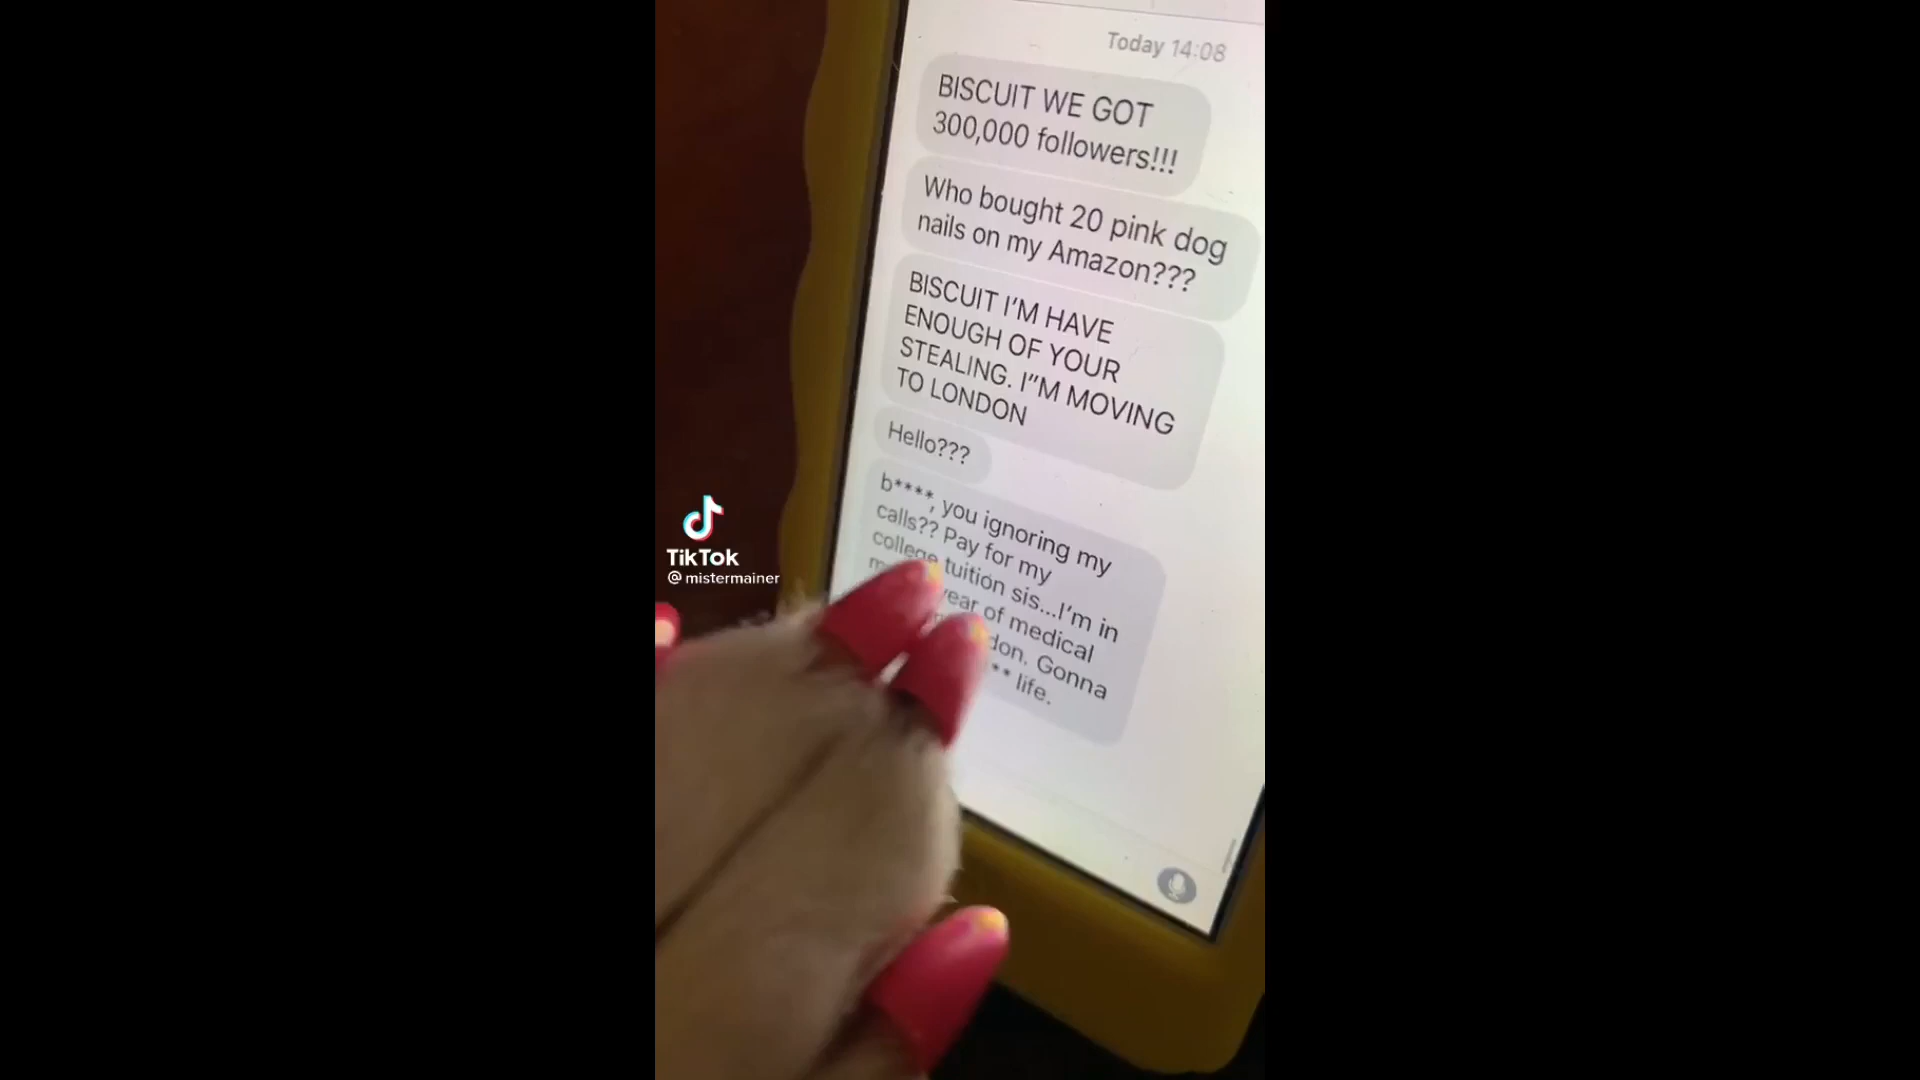 Today 14:08
BISCUIT WE GOT
300,000 followers!!!
Who bought 20 pink dog
nails on my Amazon???
BISCUIT I'M HAVE
ENOUGH OF YOUR
STEALING. I"M MOVING
TO LONDON
Hello???
b****, you ignoring my
calls?? Pay for my
college tuition sis...I'm in
year of medical
Gonna
life.
TikTok
@mistermainer